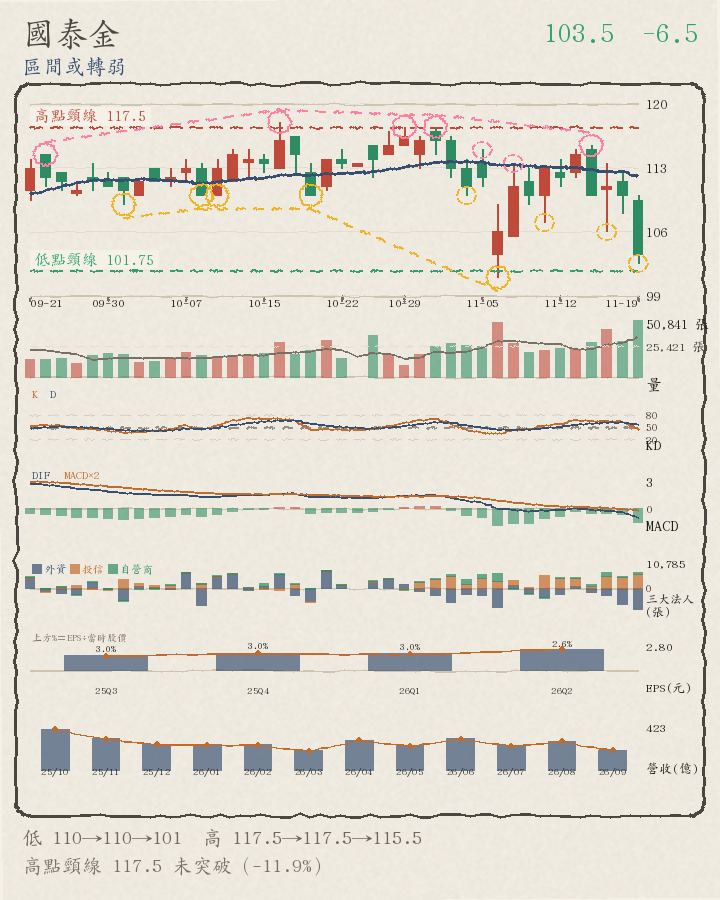 國泰金
103.5 -6.5
區間或轉弱
高點頸線 117.5
120
113
106
低點頸線 101.75
99
09-21 09-30 10-07 10-15 10-22 10-29 11-05 11-12 11-19
50,841 張
25,421 張
量
K D
80
50
20
KD
DIF MACD×2
3
0
MACD
外資 投信 自營商
10,785
0
三大法人
(張)
上方%=EPS÷當時股價
3.0% 3.0% 3.0% 2.6%
2.80
25Q3 25Q4 26Q1 26Q2
EPS(元)
423
25/10 25/11 25/12 26/01 26/02 26/03 26/04 26/05 26/06 26/07 26/08 26/09
營收(億)
低 110→110→101 高 117.5→117.5→115.5
高點頸線 117.5 未突破 (-11.9%)